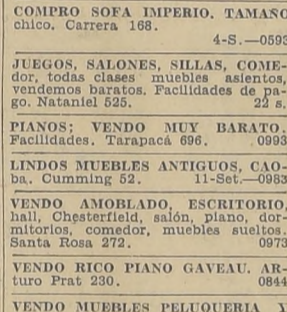 COMPRO SOFA IMPERIO. TAMAÑO
chico. Carrera 168.
4-S.—0593
JUEGOS, SALONES, SILLAS, COME-
dor, todas clases muebles asientos,
vendemos baratos. Facilidades de pa-
go. Nataniel 525. 22 s.
PIANOS; VENDO MUY BARATO.
Facilidades. Tarapacá 696. 0993
LINDOS MUEBLES ANTIGUOS, CAO-
ba. Cumming 52. 11-Set.—0983
VENDO AMOBLADO, ESCRITORIO,
hall, Chesterfield, salón, piano, dor-
mitorios, comedor, muebles sueltos.
Santa Rosa 272. 0973
VENDO RICO PIANO GAVEAU. AR-
turo Prat 230. 0844
VENDO MUEBLES PELUQUERIA Y